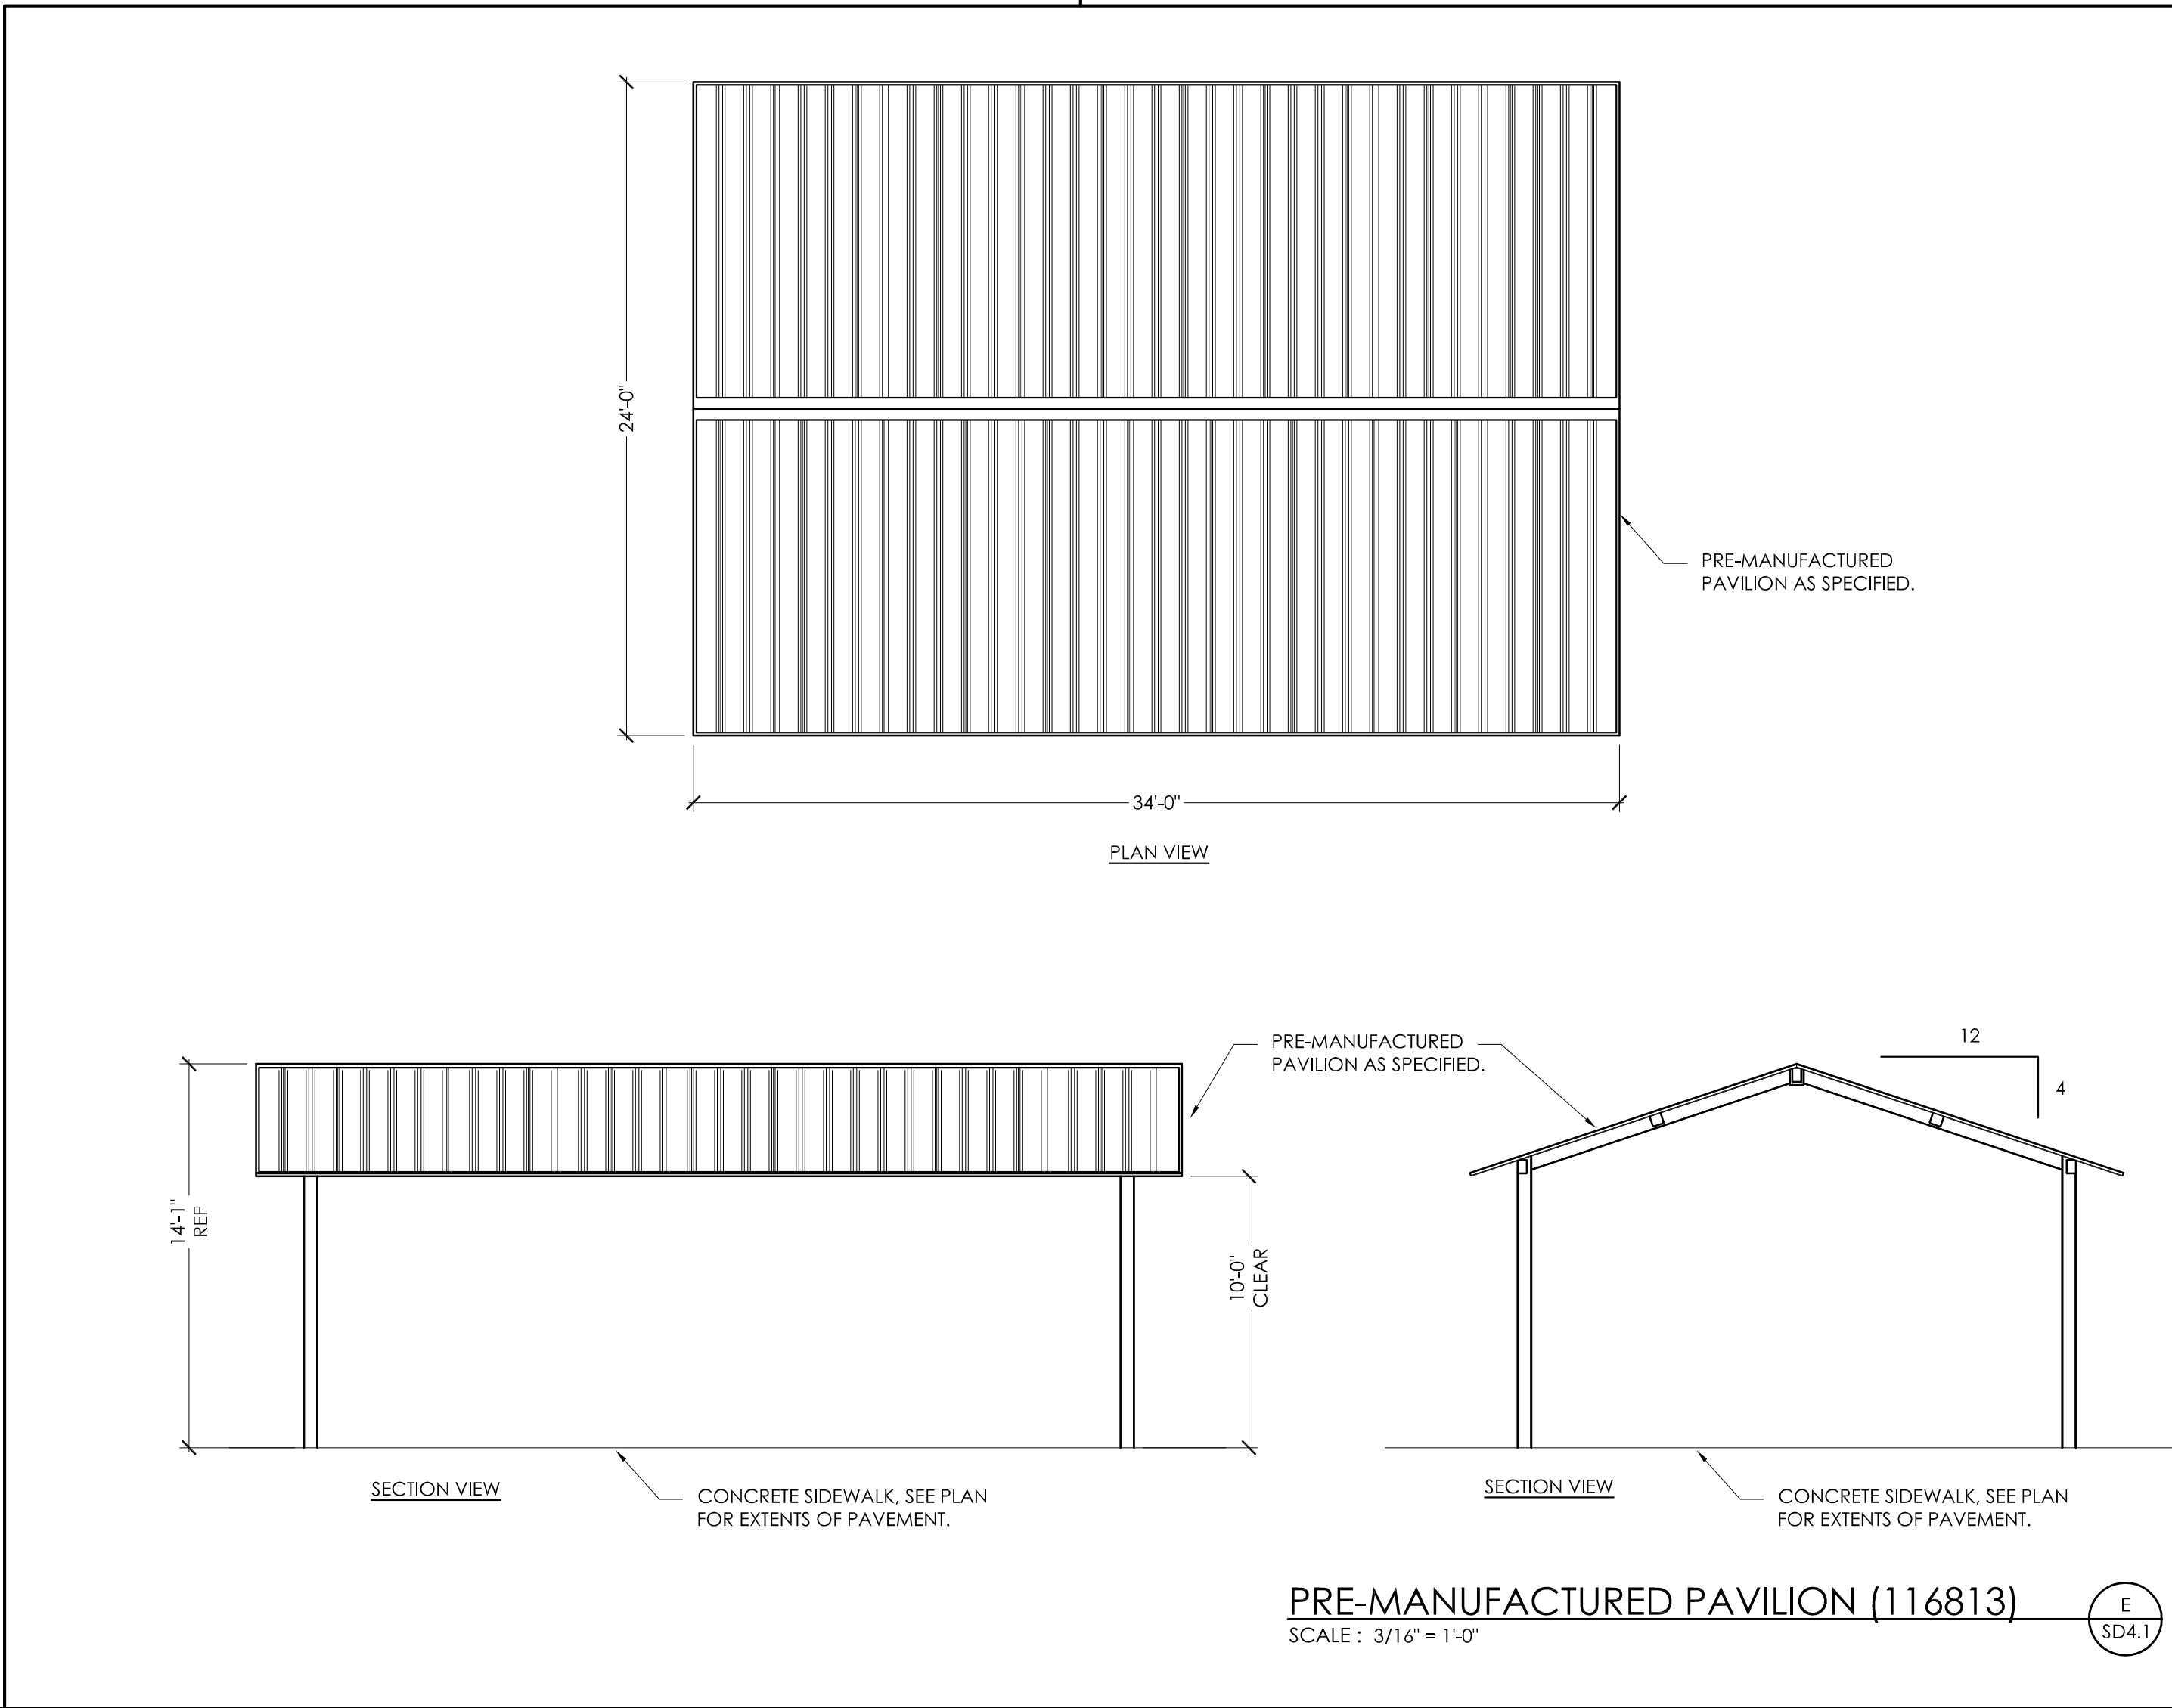 24'-0"
PRE-MANUFACTURED
PAVILION AS SPECIFIED.
34'-0"
PLAN VIEW
PRE-MANUFACTURED
PAVILION AS SPECIFIED.
12
4
14'-1"
REF
10'-0"
CLEAR
SECTION VIEW
CONCRETE SIDEWALK, SEE PLAN
FOR EXTENTS OF PAVEMENT.
SECTION VIEW
CONCRETE SIDEWALK, SEE PLAN
FOR EXTENTS OF PAVEMENT.
PRE-MANUFACTURED PAVILION (116813)
SCALE : 3/16" = 1'-0"
E
SD4.1